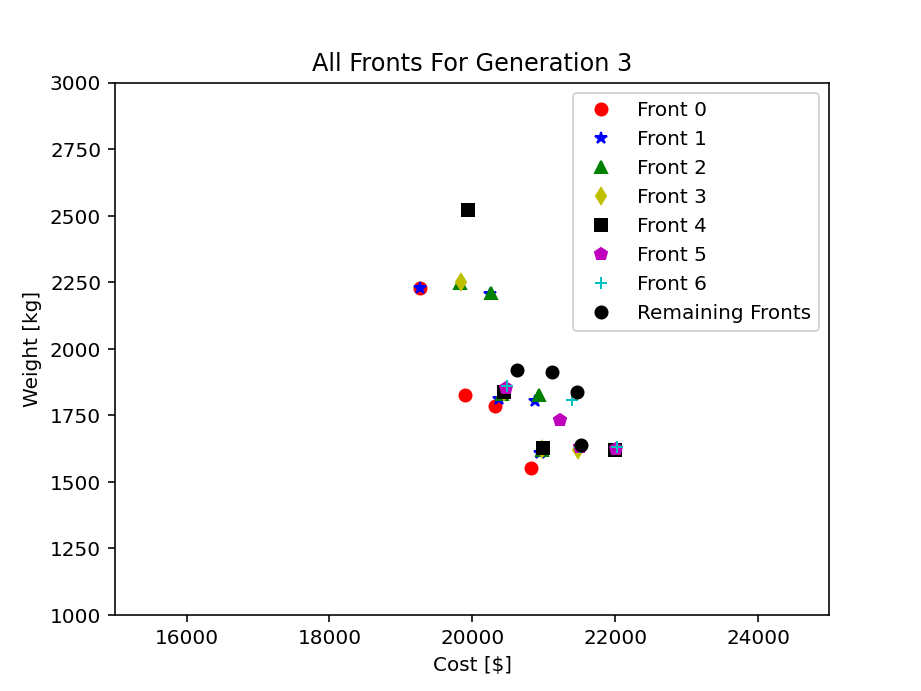 All Fronts For Generation 3
3000
2750
2500
2250
2000
1750
1500
1250
1000
Weight [kg]
Front 0
Front 1
Front 2
Front 3
Front 4
Front 5
Front 6
Remaining Fronts
16000 18000 20000 22000 24000
Cost [$]